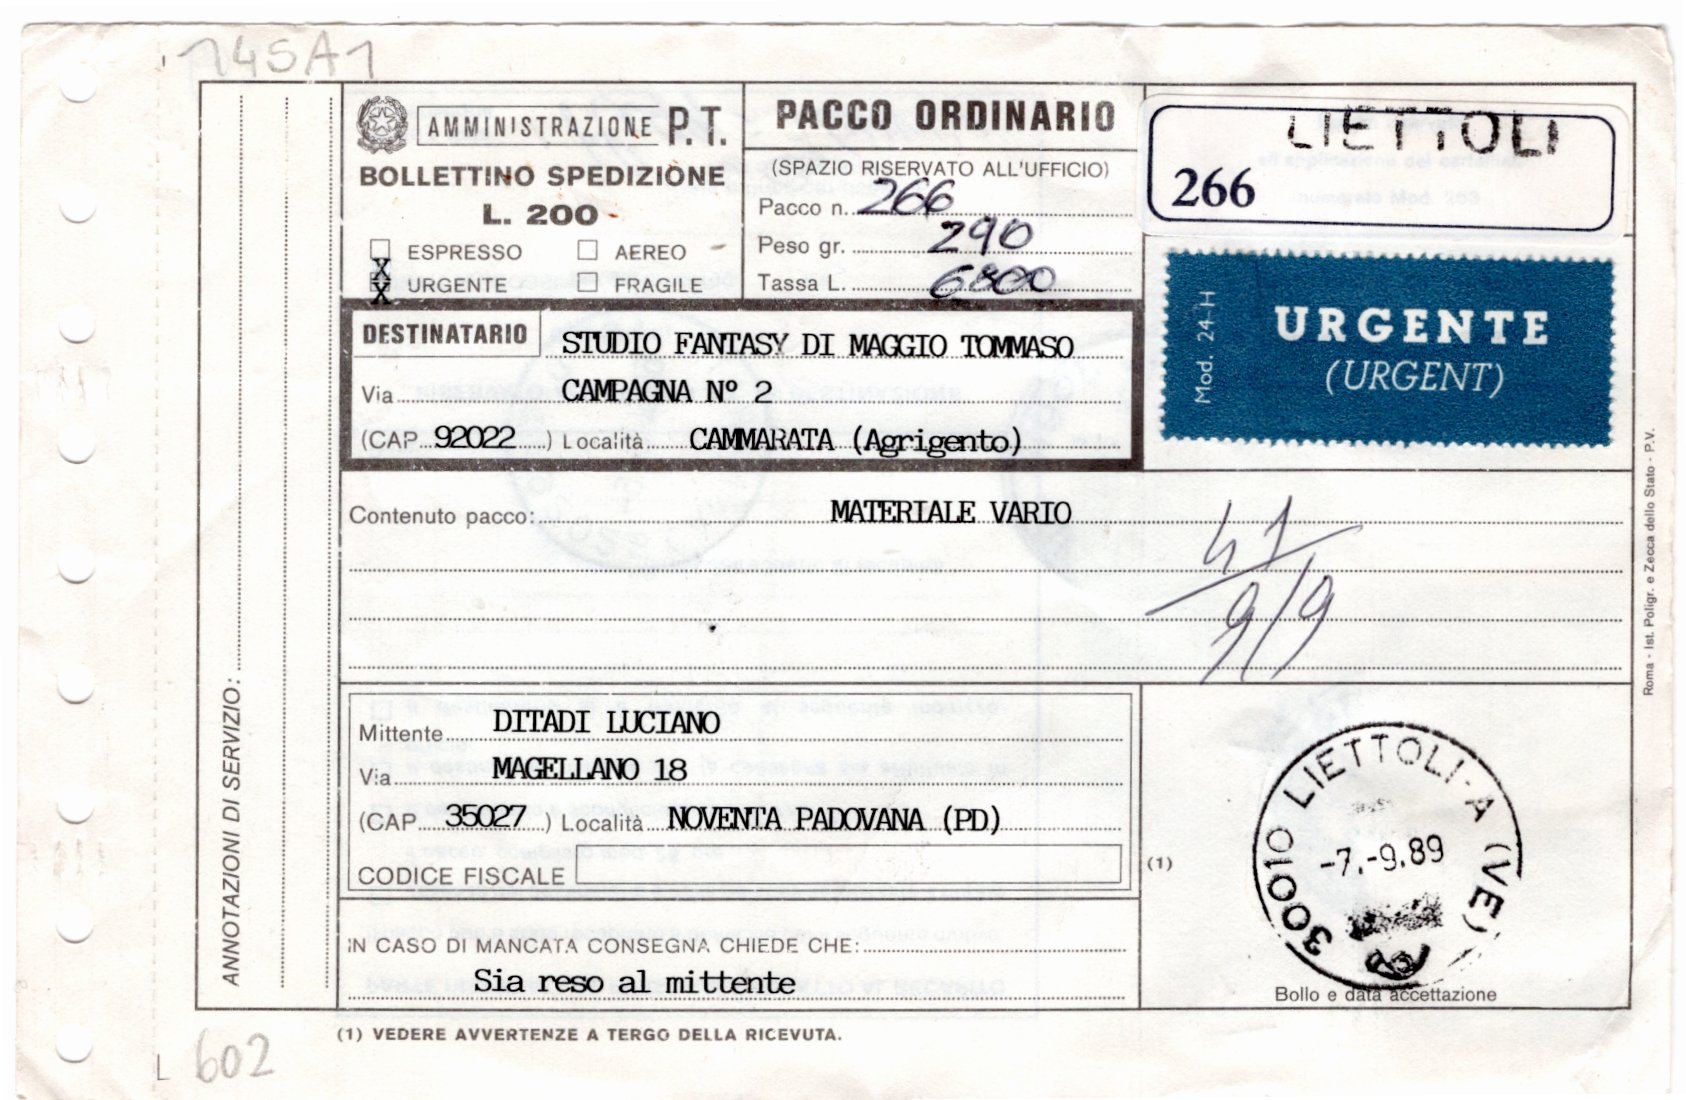 145A1
AMMINISTRAZIONE P.T.
BOLLETTINO SPEDIZIONE
L. 200
ESPRESSO
AEREO
X
X URGENTE
FRAGILE
PACCO ORDINARIO
(SPAZIO RISERVATO ALL'UFFICIO)
Pacco n. 266
Peso gr. 290
Tassa L. 6800
LIETTOLI
266
Mod. 24-H
URGENTE
(URGENT)
DESTINATARIO STUDIO FANTASY DI MAGGIO TOMMASO
Via CAMPAGNA N° 2
(CAP 92022 ) Località CAMMARATA (Agrigento)
Contenuto pacco: MATERIALE VARIO
41
9/9
Mittente DITADI LUCIANO
Via MAGELLANO 18
(CAP 35027 ) Località NOVENTA PADOVANA (PD)
CODICE FISCALE
(1)
IN CASO DI MANCATA CONSEGNA CHIEDE CHE:
Sia reso al mittente
30010 LIETTOLI-A (VE)
-7.-9.89
Bollo e data accettazione
(1) VEDERE AVVERTENZE A TERGO DELLA RICEVUTA.
ANNOTAZIONI DI SERVIZIO:
Roma - Ist. Poligr. e Zecca dello Stato - P.V.
L 602